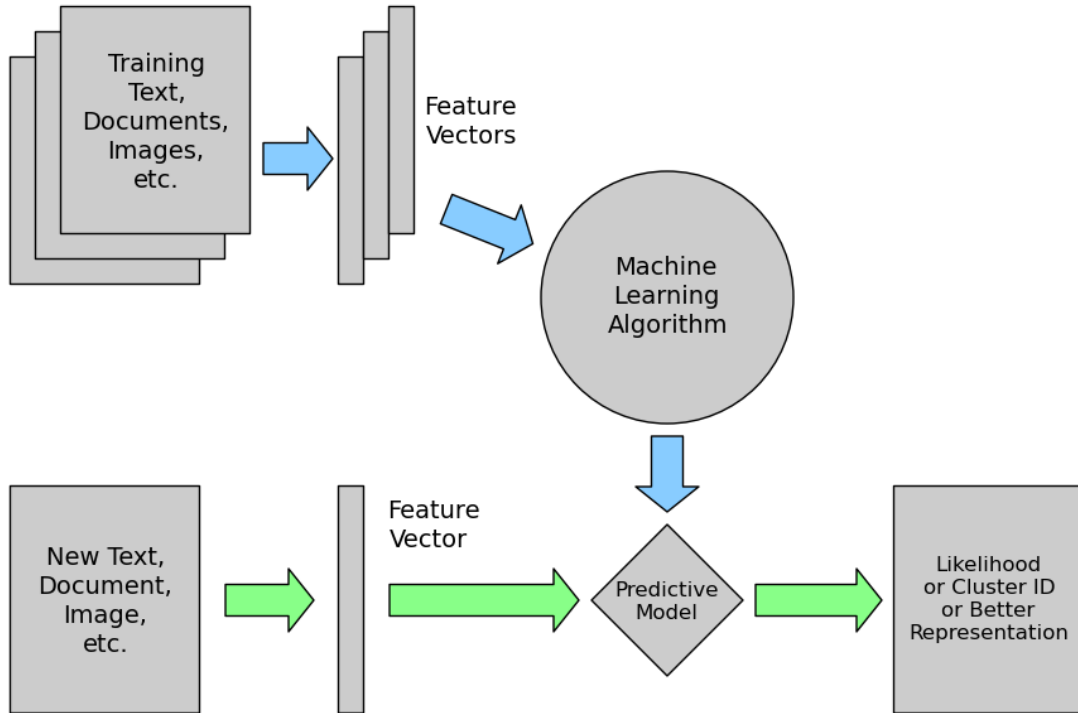 Training
Text,
Documents,
Images,
etc.
Feature
Vectors
Machine
Learning
Algorithm
New Text,
Document,
Image,
etc.
Feature
Vector
Predictive
Model
Likelihood
or Cluster ID
or Better
Representation